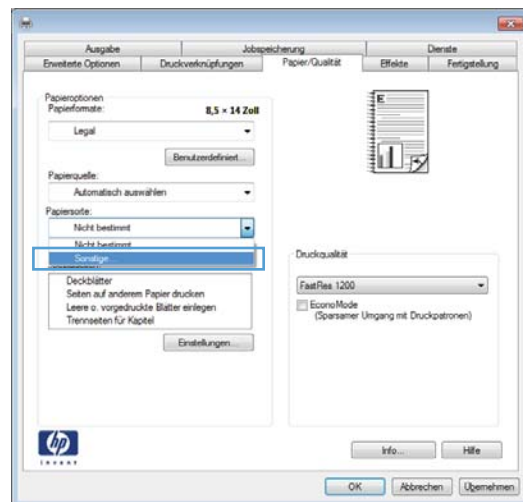 Ausgabe
Jobspeicherung
Dienste
Erweiterte Optionen
Druckverknüpfungen
Papier/Qualität
Effekte
Fertigstellung
Papieroptionen
Papierformate:
8,5 × 14 Zoll
Legal
Benutzerdefiniert...
Papierquelle:
Automatisch auswählen
Papiersorte:
Nicht bestimmt
Nicht bestimmt
Sonstige...
Deckblätter
Seiten auf anderem Papier drucken
Leere o. vorgedruckte Blätter einlegen
Trennseiten für Kapitel
Einstellungen...
E
Druckqualität
FastRes 1200
EconoMode
(Sparsamer Umgang mit Druckpatronen)
hp
invent
Info...
Hilfe
OK
Abbrechen
Übernehmen